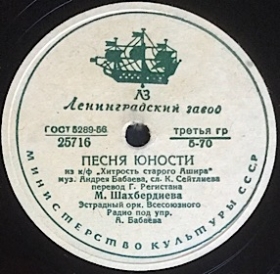 ЛЗ
Ленинградский завод
ГОСТ 5289-56 третья гр
25716 5-70
ПЕСНЯ ЮНОСТИ
из к/ф „Хитрость старого Ашира"
муз. Андрея Бабаева, сл. К. Сейтлиева
перевод Г. Регистана
М. Шахбердиева
Эстрадный орк. Всесоюзного
Радио под упр.
А. Бабаева
МИНИСТЕРСТВО КУЛЬТУРЫ СССР